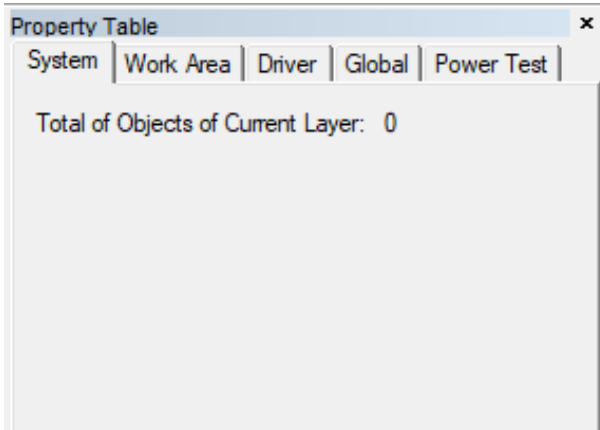 Property Table ×
System Work Area Driver Global Power Test
Total of Objects of Current Layer: 0